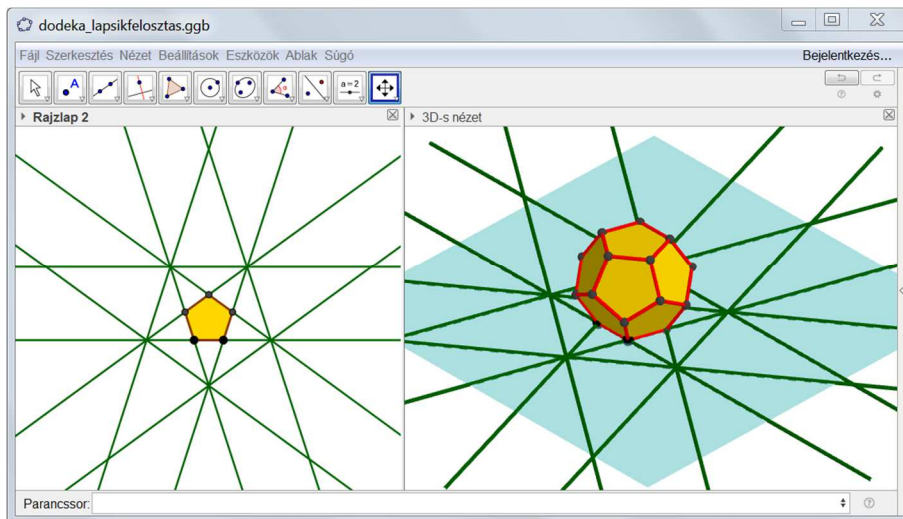 dodeka_lapsikfelosztas.ggb
Fájl Szerkesztés Nézet Beállítások Eszközök Ablak Súgó
Bejelentkezés...
A
α
a=2
Rajzlap 2
3D-s nézet
Parancssor: